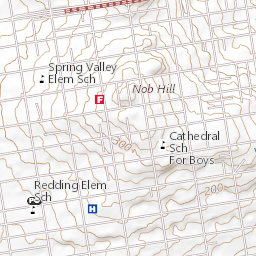 Spring Valley
Elem Sch
Nob Hill
F
300
Cathedral
Sch
For Boys
Redding Elem
Sch
200
H